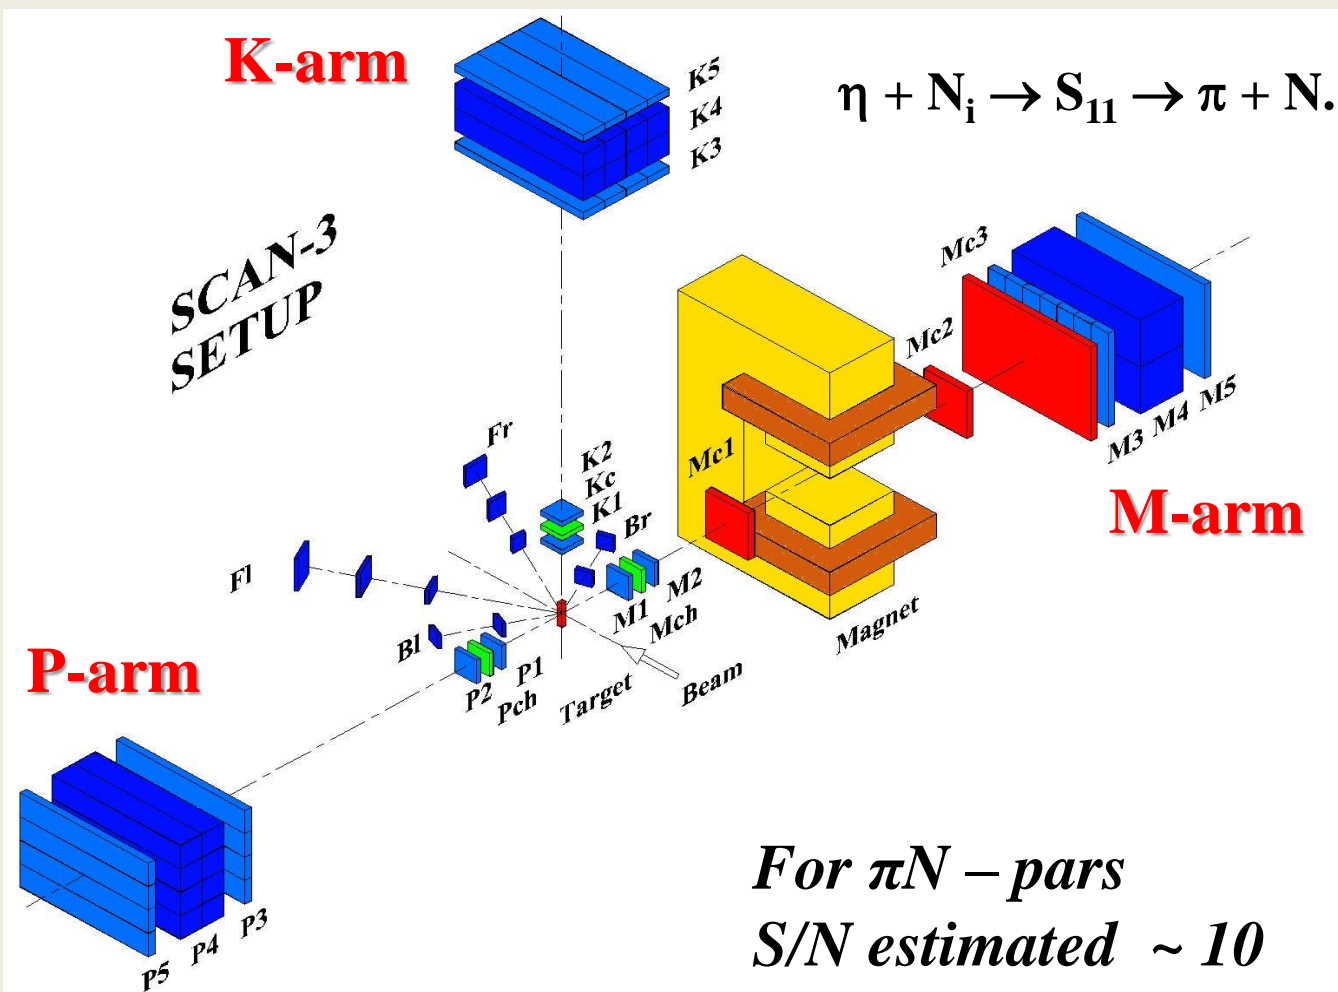 K-arm
K5
K4
K3
η + Nᵢ → S₁₁ → π + N.
SCAN-3
SETUP
Mc3
Mc2
M3 M4 M5
M-arm
Mc1
Magnet
Fr
K2
Kc
K1
Br
Fl
M1
Mch
M2
Bl
P2
Pch
P1
Target
Beam
P-arm
P5
P4
P3
For πN – pars
S/N estimated ~ 10